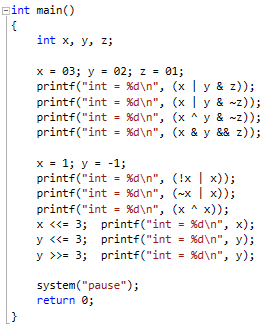 int main()
{
int x, y, z;
x = 03; y = 02; z = 01;
printf("int = %d\n", (x | y & z));
printf("int = %d\n", (x | y & ~z));
printf("int = %d\n", (x ^ y & ~z));
printf("int = %d\n", (x & y && z));
x = 1; y = -1;
printf("int = %d\n", (!x | x));
printf("int = %d\n", (~x | x));
printf("int = %d\n", (x ^ x));
x <<= 3;  printf("int = %d\n", x);
y <<= 3;  printf("int = %d\n", y);
y >>= 3;  printf("int = %d\n", y);
system("pause");
return 0;
}